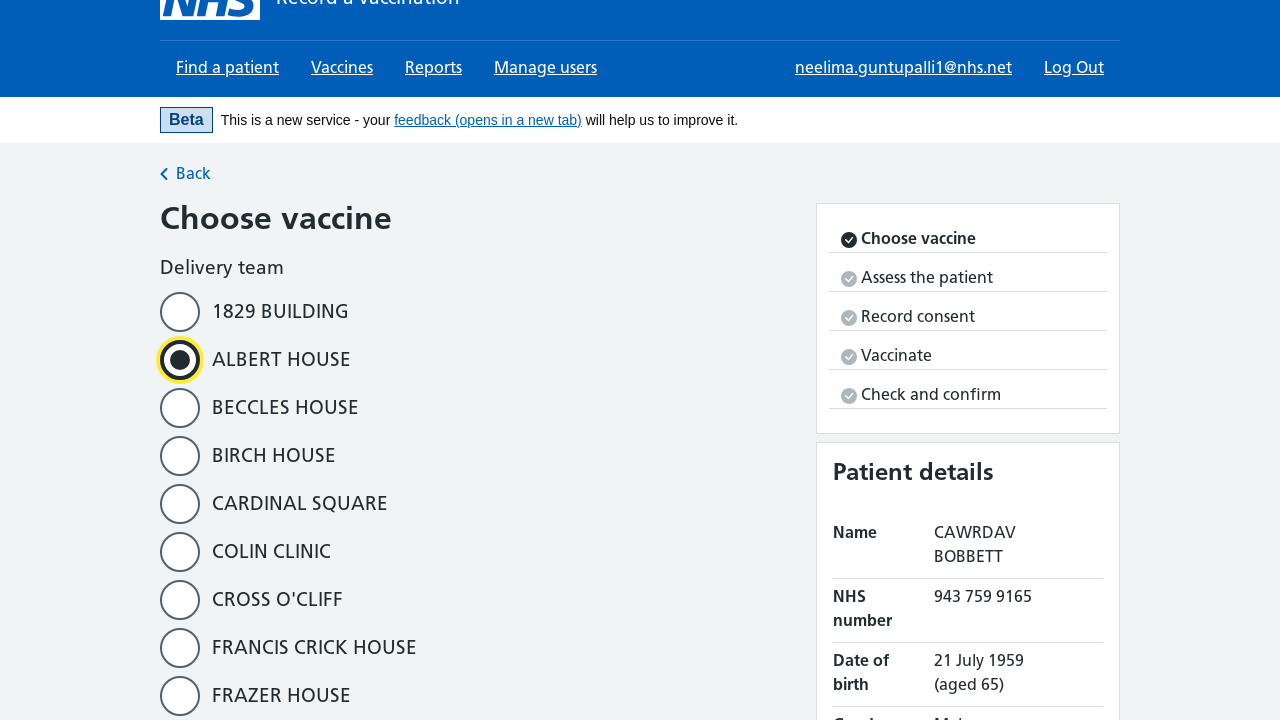 NHS Record a vaccination
Find a patient Vaccines Reports Manage users neelima.guntupalli1@nhs.net Log Out
Beta This is a new service - your feedback (opens in a new tab) will help us to improve it.
Back
Choose vaccine
Delivery team
1829 BUILDING
ALBERT HOUSE
BECCLES HOUSE
BIRCH HOUSE
CARDINAL SQUARE
COLIN CLINIC
CROSS O'CLIFF
FRANCIS CRICK HOUSE
FRAZER HOUSE
Choose vaccine
Assess the patient
Record consent
Vaccinate
Check and confirm
Patient details
Name CAWRDAV
BOBBETT
NHS 943 759 9165
number
Date of 21 July 1959
birth (aged 65)